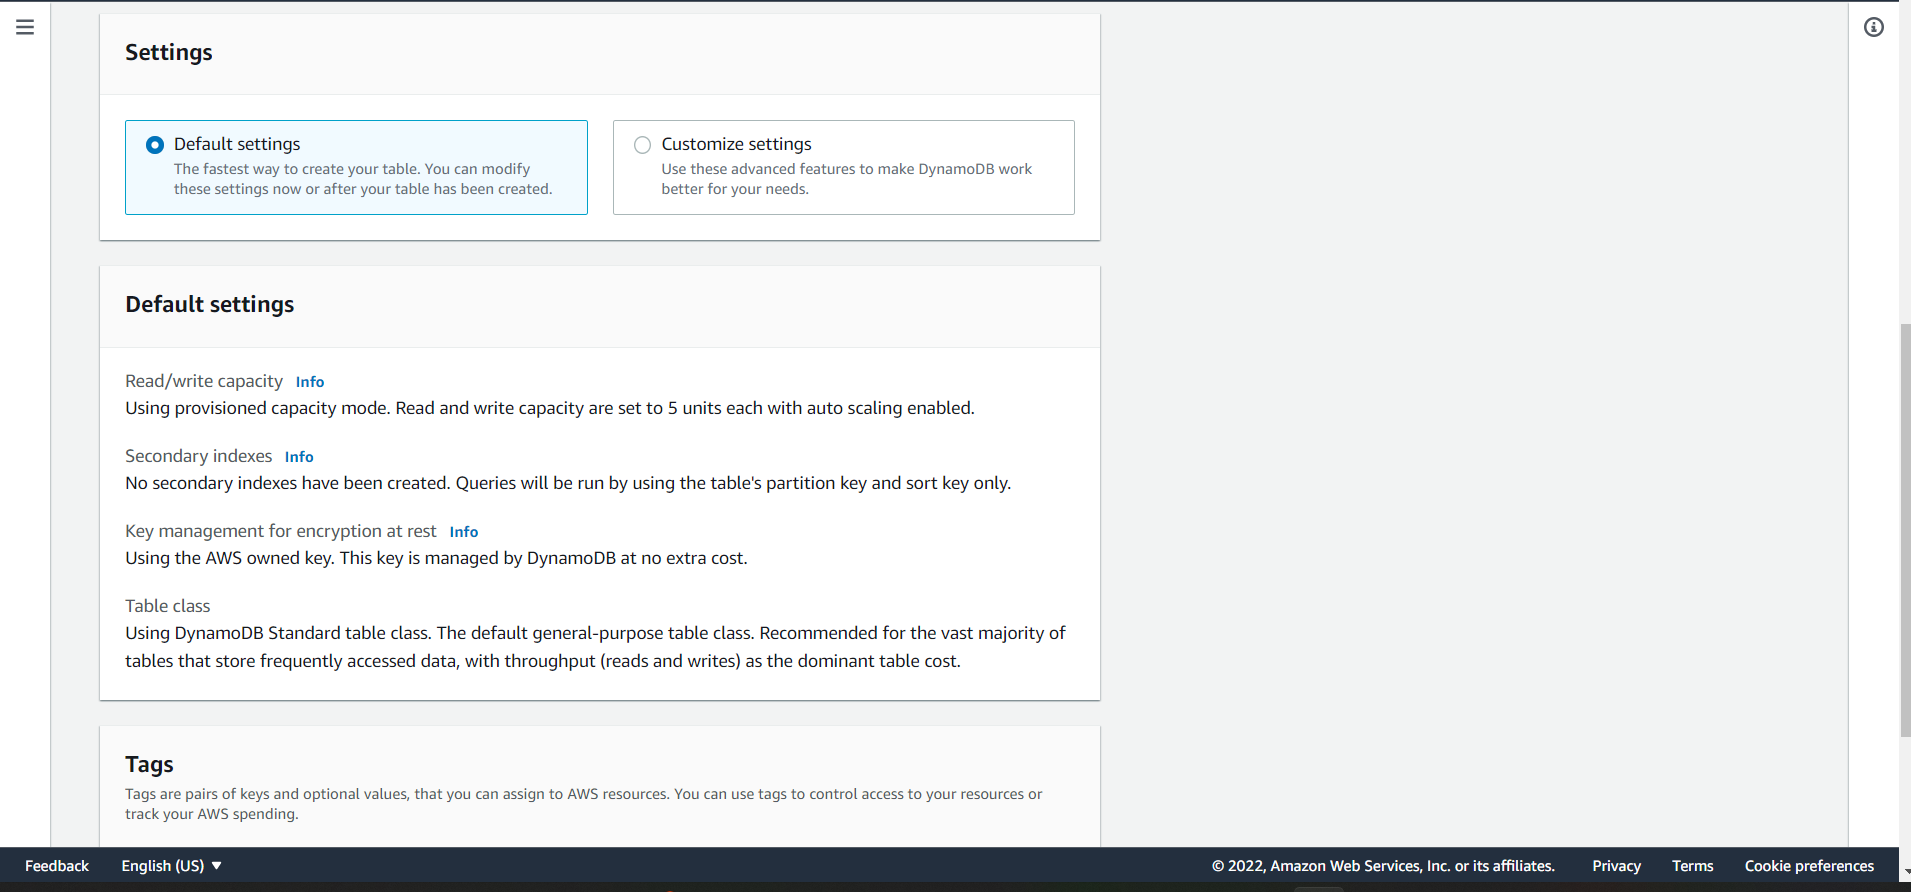 Settings
Default settings
The fastest way to create your table. You can modify
these settings now or after your table has been created.
Customize settings
Use these advanced features to make DynamoDB work
better for your needs.
Default settings
Read/write capacity Info
Using provisioned capacity mode. Read and write capacity are set to 5 units each with auto scaling enabled.
Secondary indexes Info
No secondary indexes have been created. Queries will be run by using the table's partition key and sort key only.
Key management for encryption at rest Info
Using the AWS owned key. This key is managed by DynamoDB at no extra cost.
Table class
Using DynamoDB Standard table class. The default general-purpose table class. Recommended for the vast majority of
tables that store frequently accessed data, with throughput (reads and writes) as the dominant table cost.
Tags
Tags are pairs of keys and optional values, that you can assign to AWS resources. You can use tags to control access to your resources or
track your AWS spending.
Feedback English (US) © 2022, Amazon Web Services, Inc. or its affiliates. Privacy Terms Cookie preferences